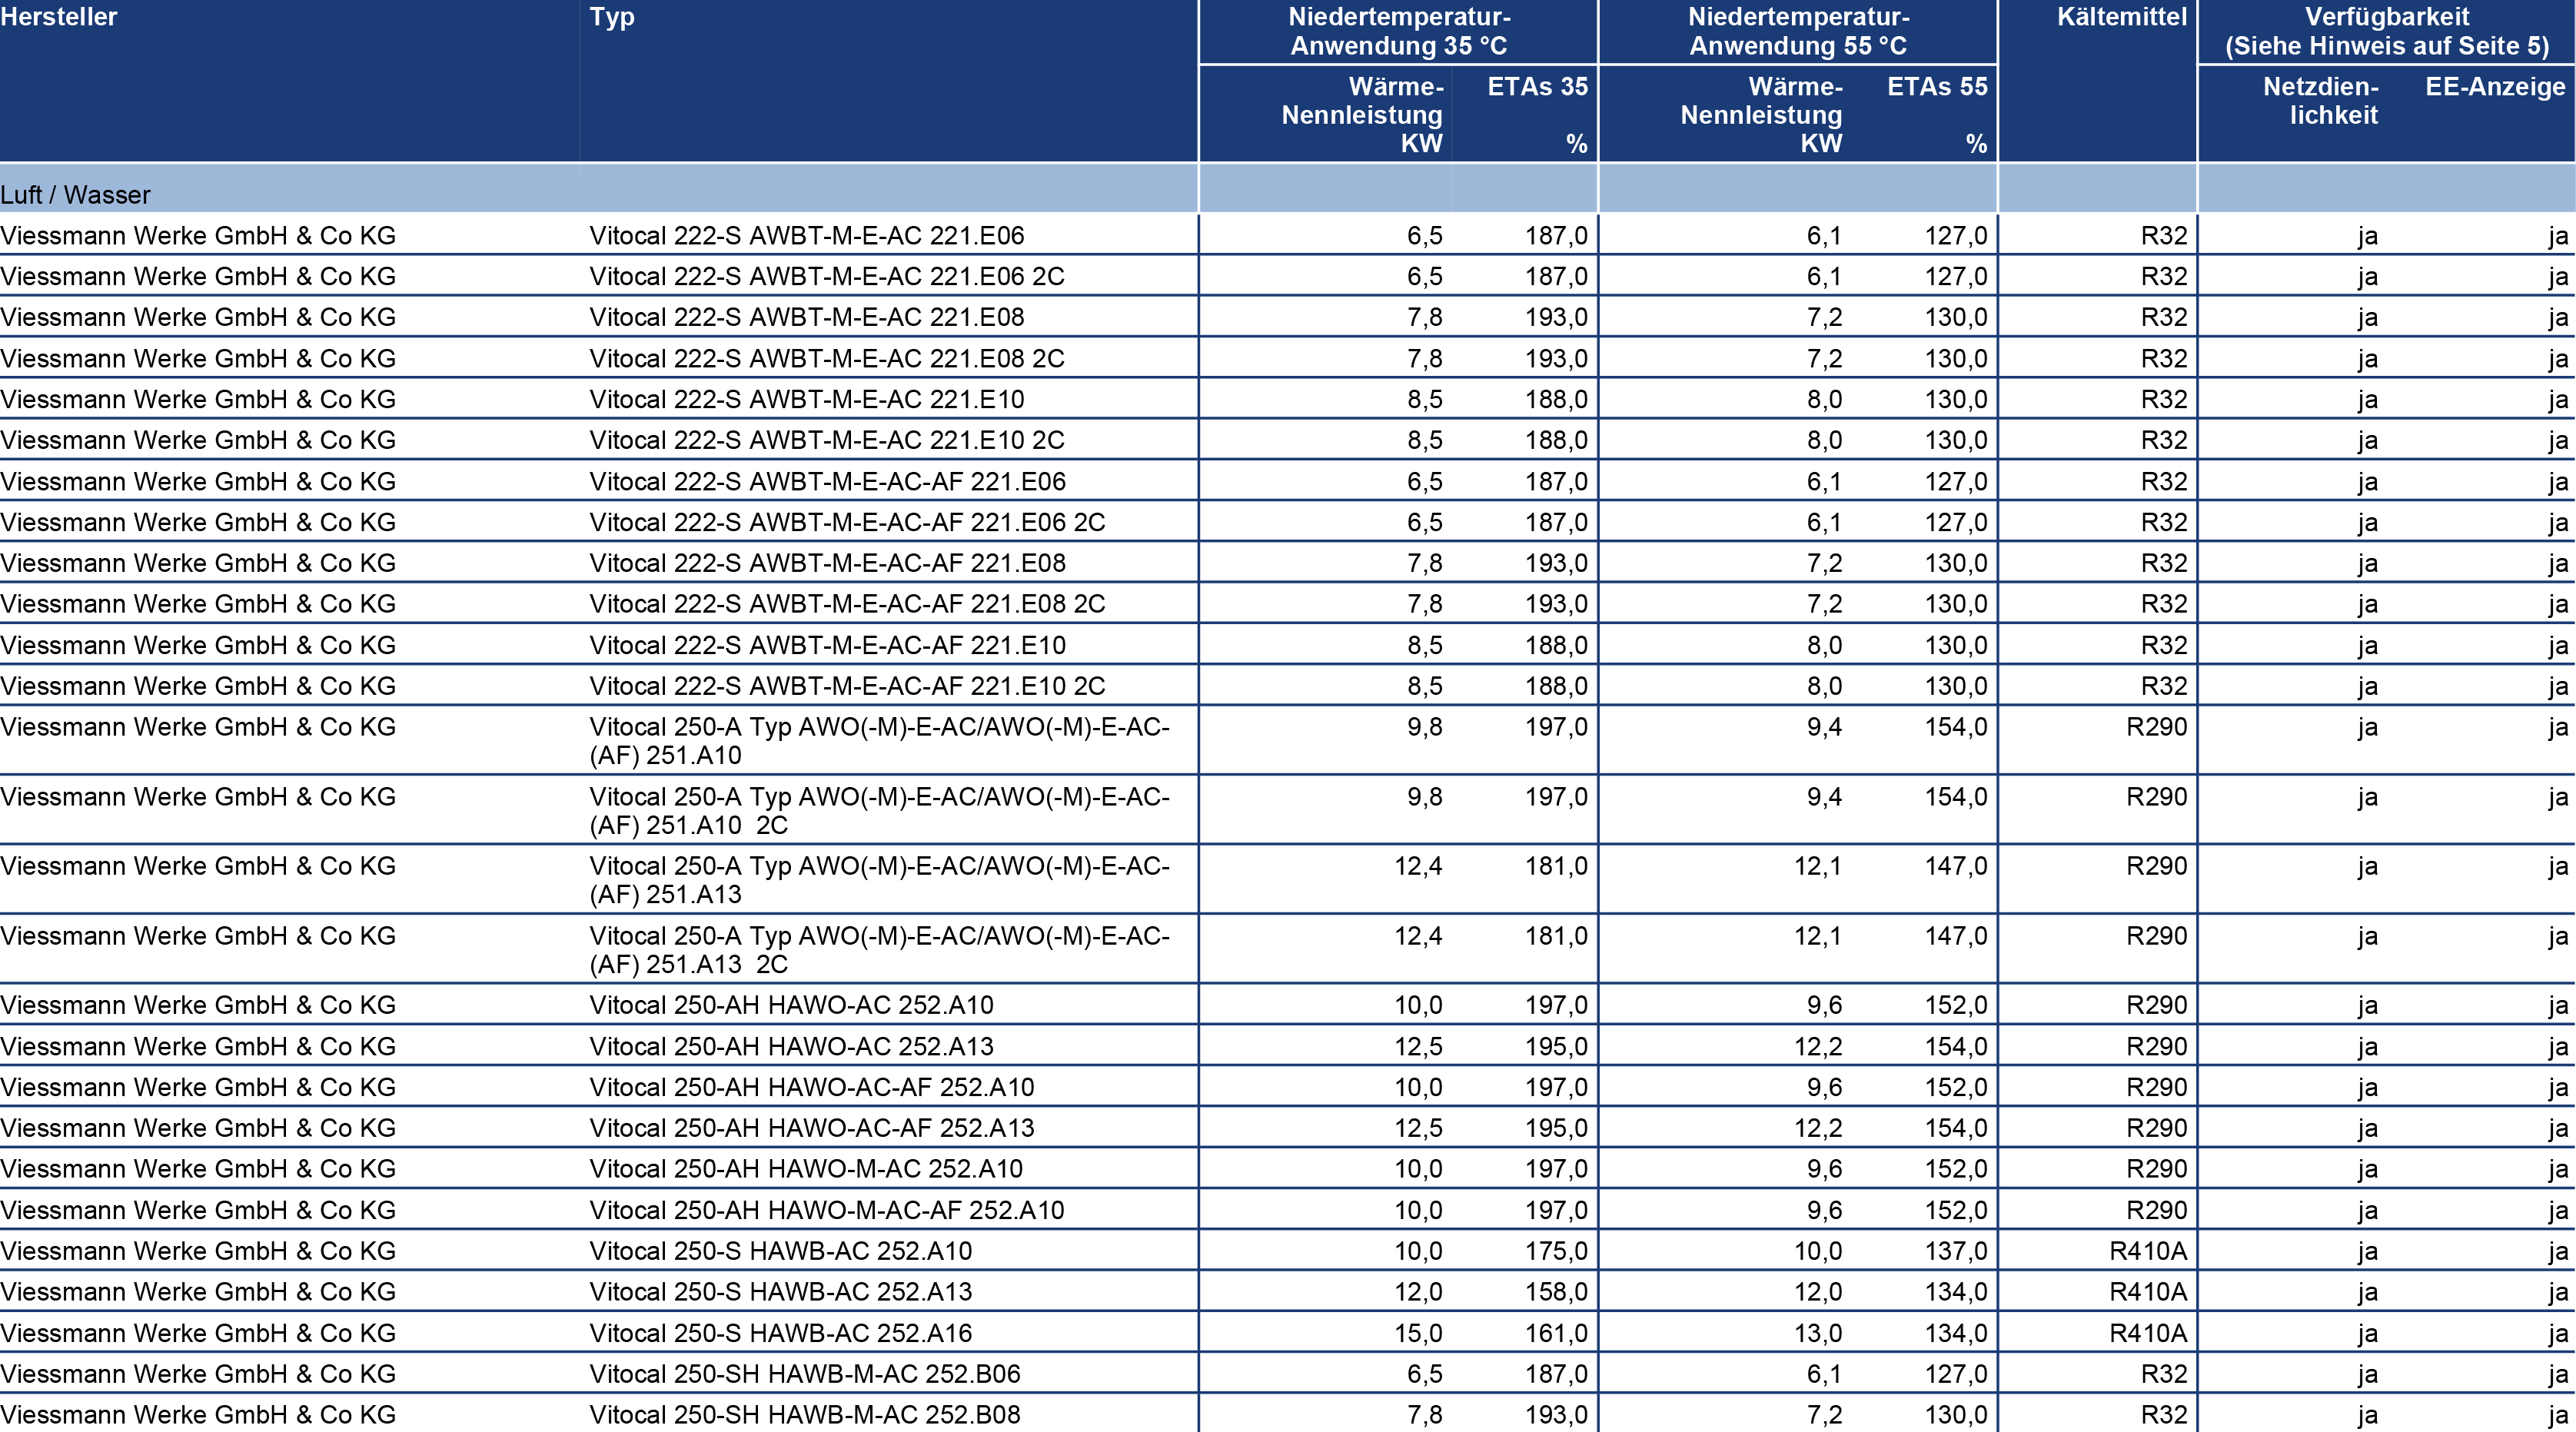 Hersteller Typ Niedertemperatur- Niedertemperatur- Kältemittel Verfügbarkeit
Anwendung 35 °C Anwendung 55 °C (Siehe Hinweis auf Seite 5)
Wärme- ETAs 35 Wärme- ETAs 55 Netzdien- EE-Anzeige
Nennleistung Nennleistung lichkeit
KW % KW %
Luft / Wasser
Viessmann Werke GmbH & Co KG Vitocal 222-S AWBT-M-E-AC 221.E06 6,5 187,0 6,1 127,0 R32 ja ja
Viessmann Werke GmbH & Co KG Vitocal 222-S AWBT-M-E-AC 221.E06 2C 6,5 187,0 6,1 127,0 R32 ja ja
Viessmann Werke GmbH & Co KG Vitocal 222-S AWBT-M-E-AC 221.E08 7,8 193,0 7,2 130,0 R32 ja ja
Viessmann Werke GmbH & Co KG Vitocal 222-S AWBT-M-E-AC 221.E08 2C 7,8 193,0 7,2 130,0 R32 ja ja
Viessmann Werke GmbH & Co KG Vitocal 222-S AWBT-M-E-AC 221.E10 8,5 188,0 8,0 130,0 R32 ja ja
Viessmann Werke GmbH & Co KG Vitocal 222-S AWBT-M-E-AC 221.E10 2C 8,5 188,0 8,0 130,0 R32 ja ja
Viessmann Werke GmbH & Co KG Vitocal 222-S AWBT-M-E-AC-AF 221.E06 6,5 187,0 6,1 127,0 R32 ja ja
Viessmann Werke GmbH & Co KG Vitocal 222-S AWBT-M-E-AC-AF 221.E06 2C 6,5 187,0 6,1 127,0 R32 ja ja
Viessmann Werke GmbH & Co KG Vitocal 222-S AWBT-M-E-AC-AF 221.E08 7,8 193,0 7,2 130,0 R32 ja ja
Viessmann Werke GmbH & Co KG Vitocal 222-S AWBT-M-E-AC-AF 221.E08 2C 7,8 193,0 7,2 130,0 R32 ja ja
Viessmann Werke GmbH & Co KG Vitocal 222-S AWBT-M-E-AC-AF 221.E10 8,5 188,0 8,0 130,0 R32 ja ja
Viessmann Werke GmbH & Co KG Vitocal 222-S AWBT-M-E-AC-AF 221.E10 2C 8,5 188,0 8,0 130,0 R32 ja ja
Viessmann Werke GmbH & Co KG Vitocal 250-A Typ AWO(-M)-E-AC/AWO(-M)-E-AC- 9,8 197,0 9,4 154,0 R290 ja ja
(AF) 251.A10
Viessmann Werke GmbH & Co KG Vitocal 250-A Typ AWO(-M)-E-AC/AWO(-M)-E-AC- 9,8 197,0 9,4 154,0 R290 ja ja
(AF) 251.A10  2C
Viessmann Werke GmbH & Co KG Vitocal 250-A Typ AWO(-M)-E-AC/AWO(-M)-E-AC- 12,4 181,0 12,1 147,0 R290 ja ja
(AF) 251.A13
Viessmann Werke GmbH & Co KG Vitocal 250-A Typ AWO(-M)-E-AC/AWO(-M)-E-AC- 12,4 181,0 12,1 147,0 R290 ja ja
(AF) 251.A13  2C
Viessmann Werke GmbH & Co KG Vitocal 250-AH HAWO-AC 252.A10 10,0 197,0 9,6 152,0 R290 ja ja
Viessmann Werke GmbH & Co KG Vitocal 250-AH HAWO-AC 252.A13 12,5 195,0 12,2 154,0 R290 ja ja
Viessmann Werke GmbH & Co KG Vitocal 250-AH HAWO-AC-AF 252.A10 10,0 197,0 9,6 152,0 R290 ja ja
Viessmann Werke GmbH & Co KG Vitocal 250-AH HAWO-AC-AF 252.A13 12,5 195,0 12,2 154,0 R290 ja ja
Viessmann Werke GmbH & Co KG Vitocal 250-AH HAWO-M-AC 252.A10 10,0 197,0 9,6 152,0 R290 ja ja
Viessmann Werke GmbH & Co KG Vitocal 250-AH HAWO-M-AC-AF 252.A10 10,0 197,0 9,6 152,0 R290 ja ja
Viessmann Werke GmbH & Co KG Vitocal 250-S HAWB-AC 252.A10 10,0 175,0 10,0 137,0 R410A ja ja
Viessmann Werke GmbH & Co KG Vitocal 250-S HAWB-AC 252.A13 12,0 158,0 12,0 134,0 R410A ja ja
Viessmann Werke GmbH & Co KG Vitocal 250-S HAWB-AC 252.A16 15,0 161,0 13,0 134,0 R410A ja ja
Viessmann Werke GmbH & Co KG Vitocal 250-SH HAWB-M-AC 252.B06 6,5 187,0 6,1 127,0 R32 ja ja
Viessmann Werke GmbH & Co KG Vitocal 250-SH HAWB-M-AC 252.B08 7,8 193,0 7,2 130,0 R32 ja ja